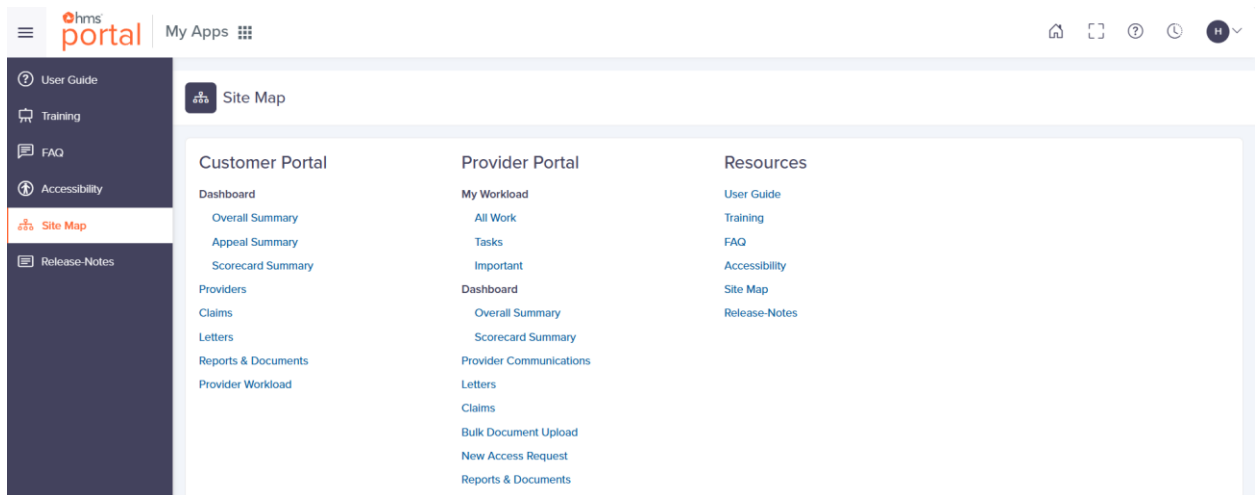 hms
portal
My Apps
H
User Guide
Training
FAQ
Accessibility
Site Map
Release-Notes
Site Map
Customer Portal
Dashboard
Overall Summary
Appeal Summary
Scorecard Summary
Providers
Claims
Letters
Reports & Documents
Provider Workload
Provider Portal
My Workload
All Work
Tasks
Important
Dashboard
Overall Summary
Scorecard Summary
Provider Communications
Letters
Claims
Bulk Document Upload
New Access Request
Reports & Documents
Resources
User Guide
Training
FAQ
Accessibility
Site Map
Release-Notes